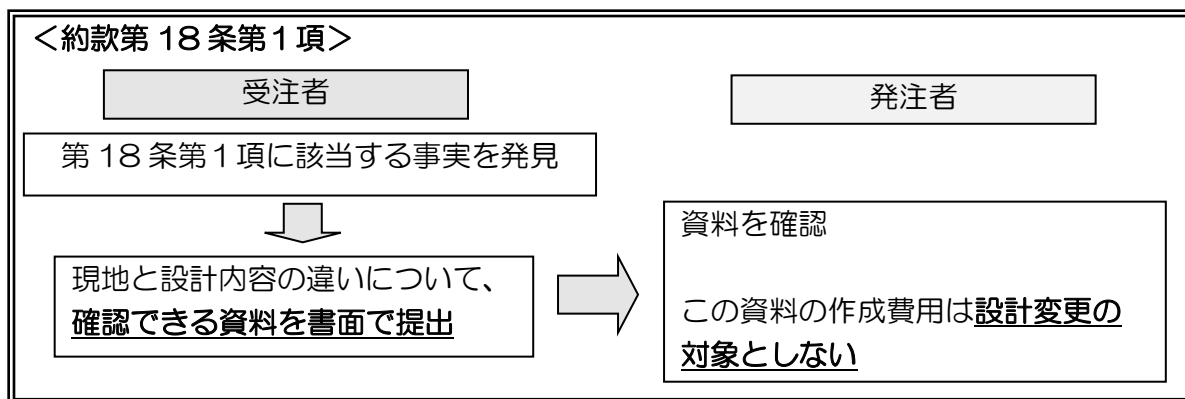 ＜約款第18条第１項＞
受注者
発注者
第18条第１項に該当する事実を発見
現地と設計内容の違いについて、
確認できる資料を書面で提出
資料を確認
この資料の作成費用は設計変更の
対象としない